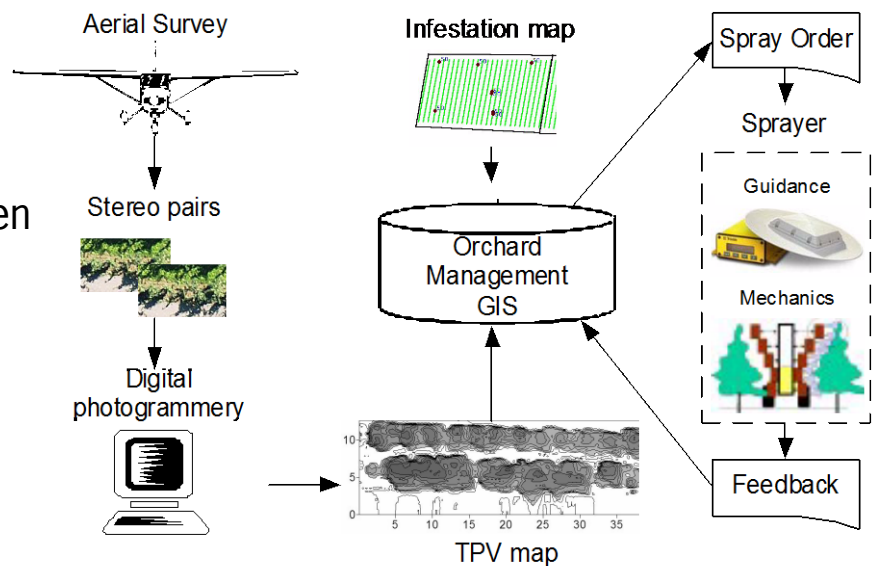 Aerial Survey
en
Stereo pairs
Digital
photogrammery
Infestation map
Orchard
Management
GIS
10
5
0
5 10 15 20 25 30 35
TPV map
Spray Order
Sprayer
Guidance
Mechanics
Feedback